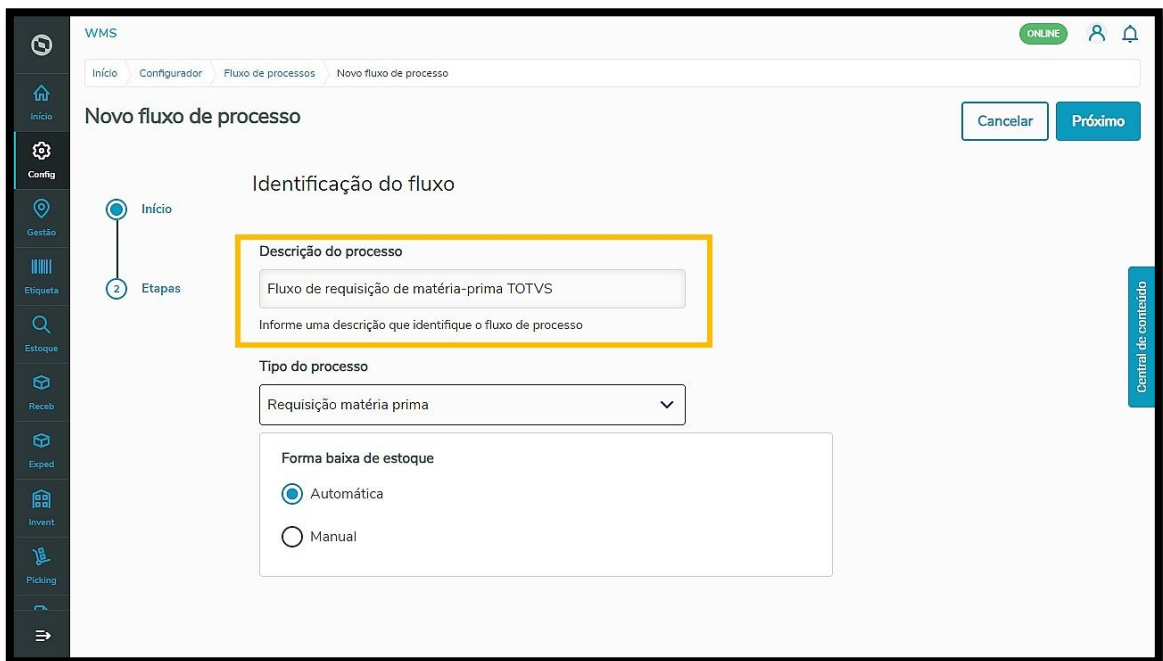 WMS
ONLINE
Início
Configurador
Fluxo de processos
Novo fluxo de processo
Novo fluxo de processo
Cancelar
Próximo
Início
Config
Gestão
Etiqueta
Estoque
Receb
Exped
Invent
Picking
Início
2
Etapas
Identificação do fluxo
Descrição do processo
Fluxo de requisição de matéria-prima TOTVS
Informe uma descrição que identifique o fluxo de processo
Tipo do processo
Requisição matéria prima
Forma baixa de estoque
Automática
Manual
Central de conteúdo